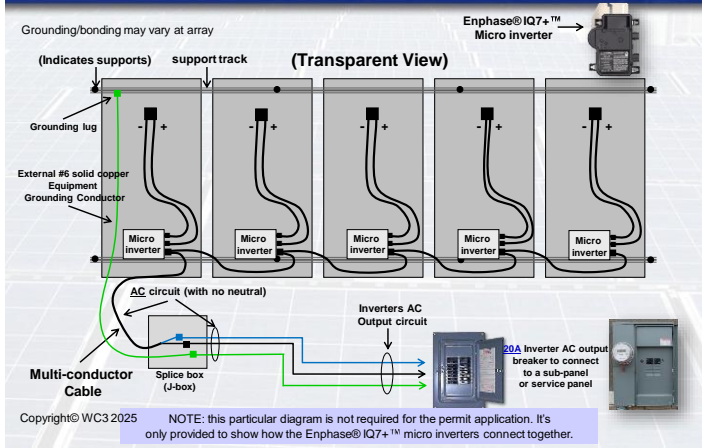 Grounding/bonding may vary at array
Enphase® IQ7+™
Micro inverter
(Indicates supports)
support track
(Transparent View)
- +
- +
- +
- +
- +
Grounding lug
External #6 solid copper
Equipment
Grounding Conductor
Micro
inverter
Micro
inverter
Micro
inverter
Micro
inverter
Micro
inverter
AC circuit (with no neutral)
Inverters AC
Output circuit
Multi-conductor
Cable
Splice box
(J-box)
20A Inverter AC output
breaker to connect
to a sub-panel
or service panel
Copyright© WC3 2025
NOTE: this particular diagram is not required for the permit application. It's
only provided to show how the Enphase® IQ7+™ micro inverters connect together.